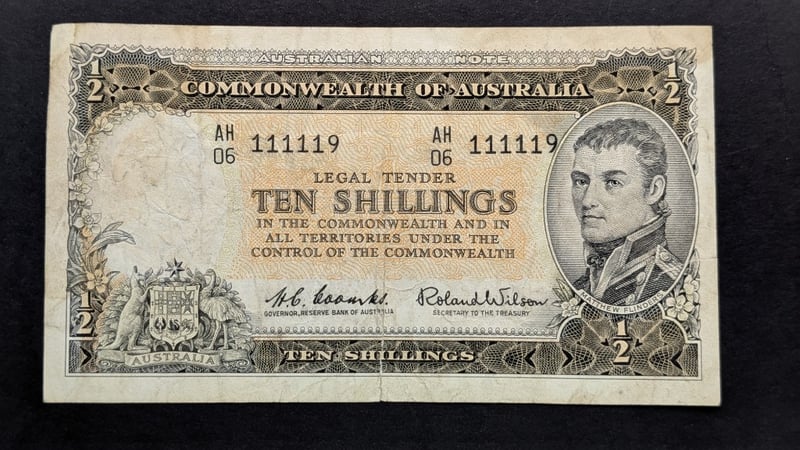 AUSTRALIAN NOTE
1/2 COMMONWEALTH OF AUSTRALIA 1/2
AH 06 111119 AH 06 111119
LEGAL TENDER
TEN SHILLINGS
IN THE COMMONWEALTH AND IN
ALL TERRITORIES UNDER THE
CONTROL OF THE COMMONWEALTH
H.C. Coombs. Roland Wilson
GOVERNOR, RESERVE BANK OF AUSTRALIA SECRETARY TO THE TREASURY
MATTHEW FLINDERS
1/2 1/2
AUSTRALIA
TEN SHILLINGS